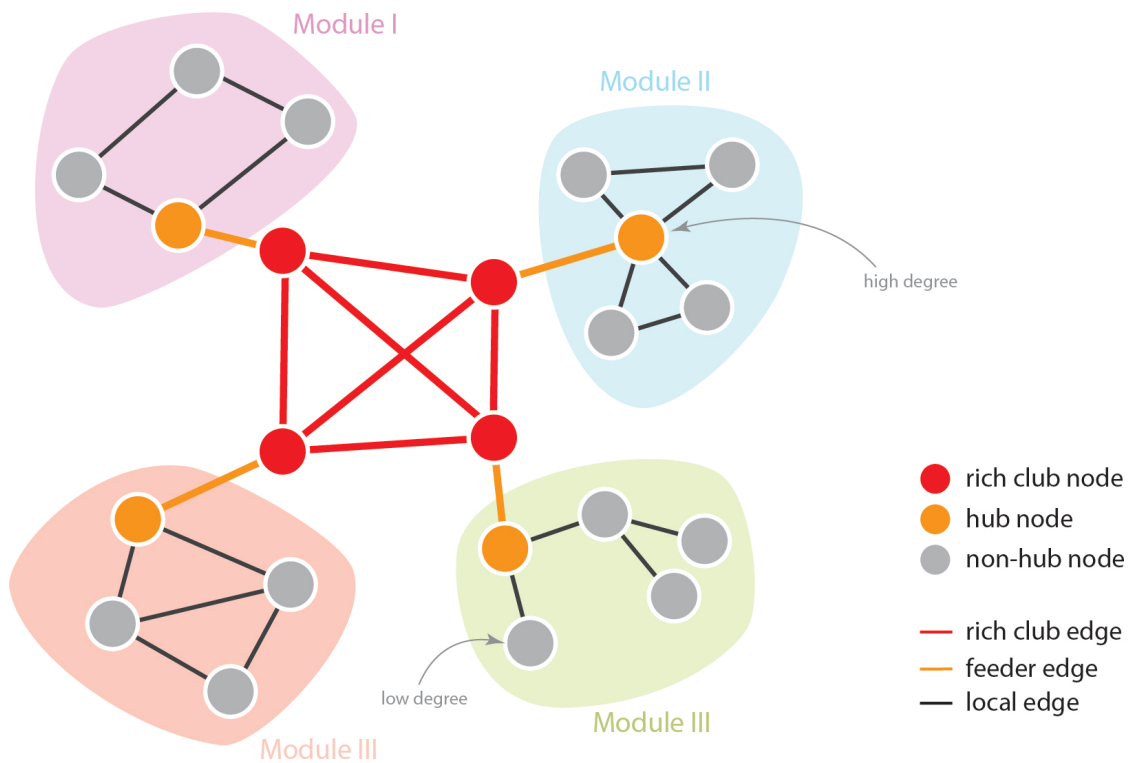 Module I
Module II
high degree
rich club node
hub node
non-hub node
rich club edge
feeder edge
local edge
low degree
Module III
Module III